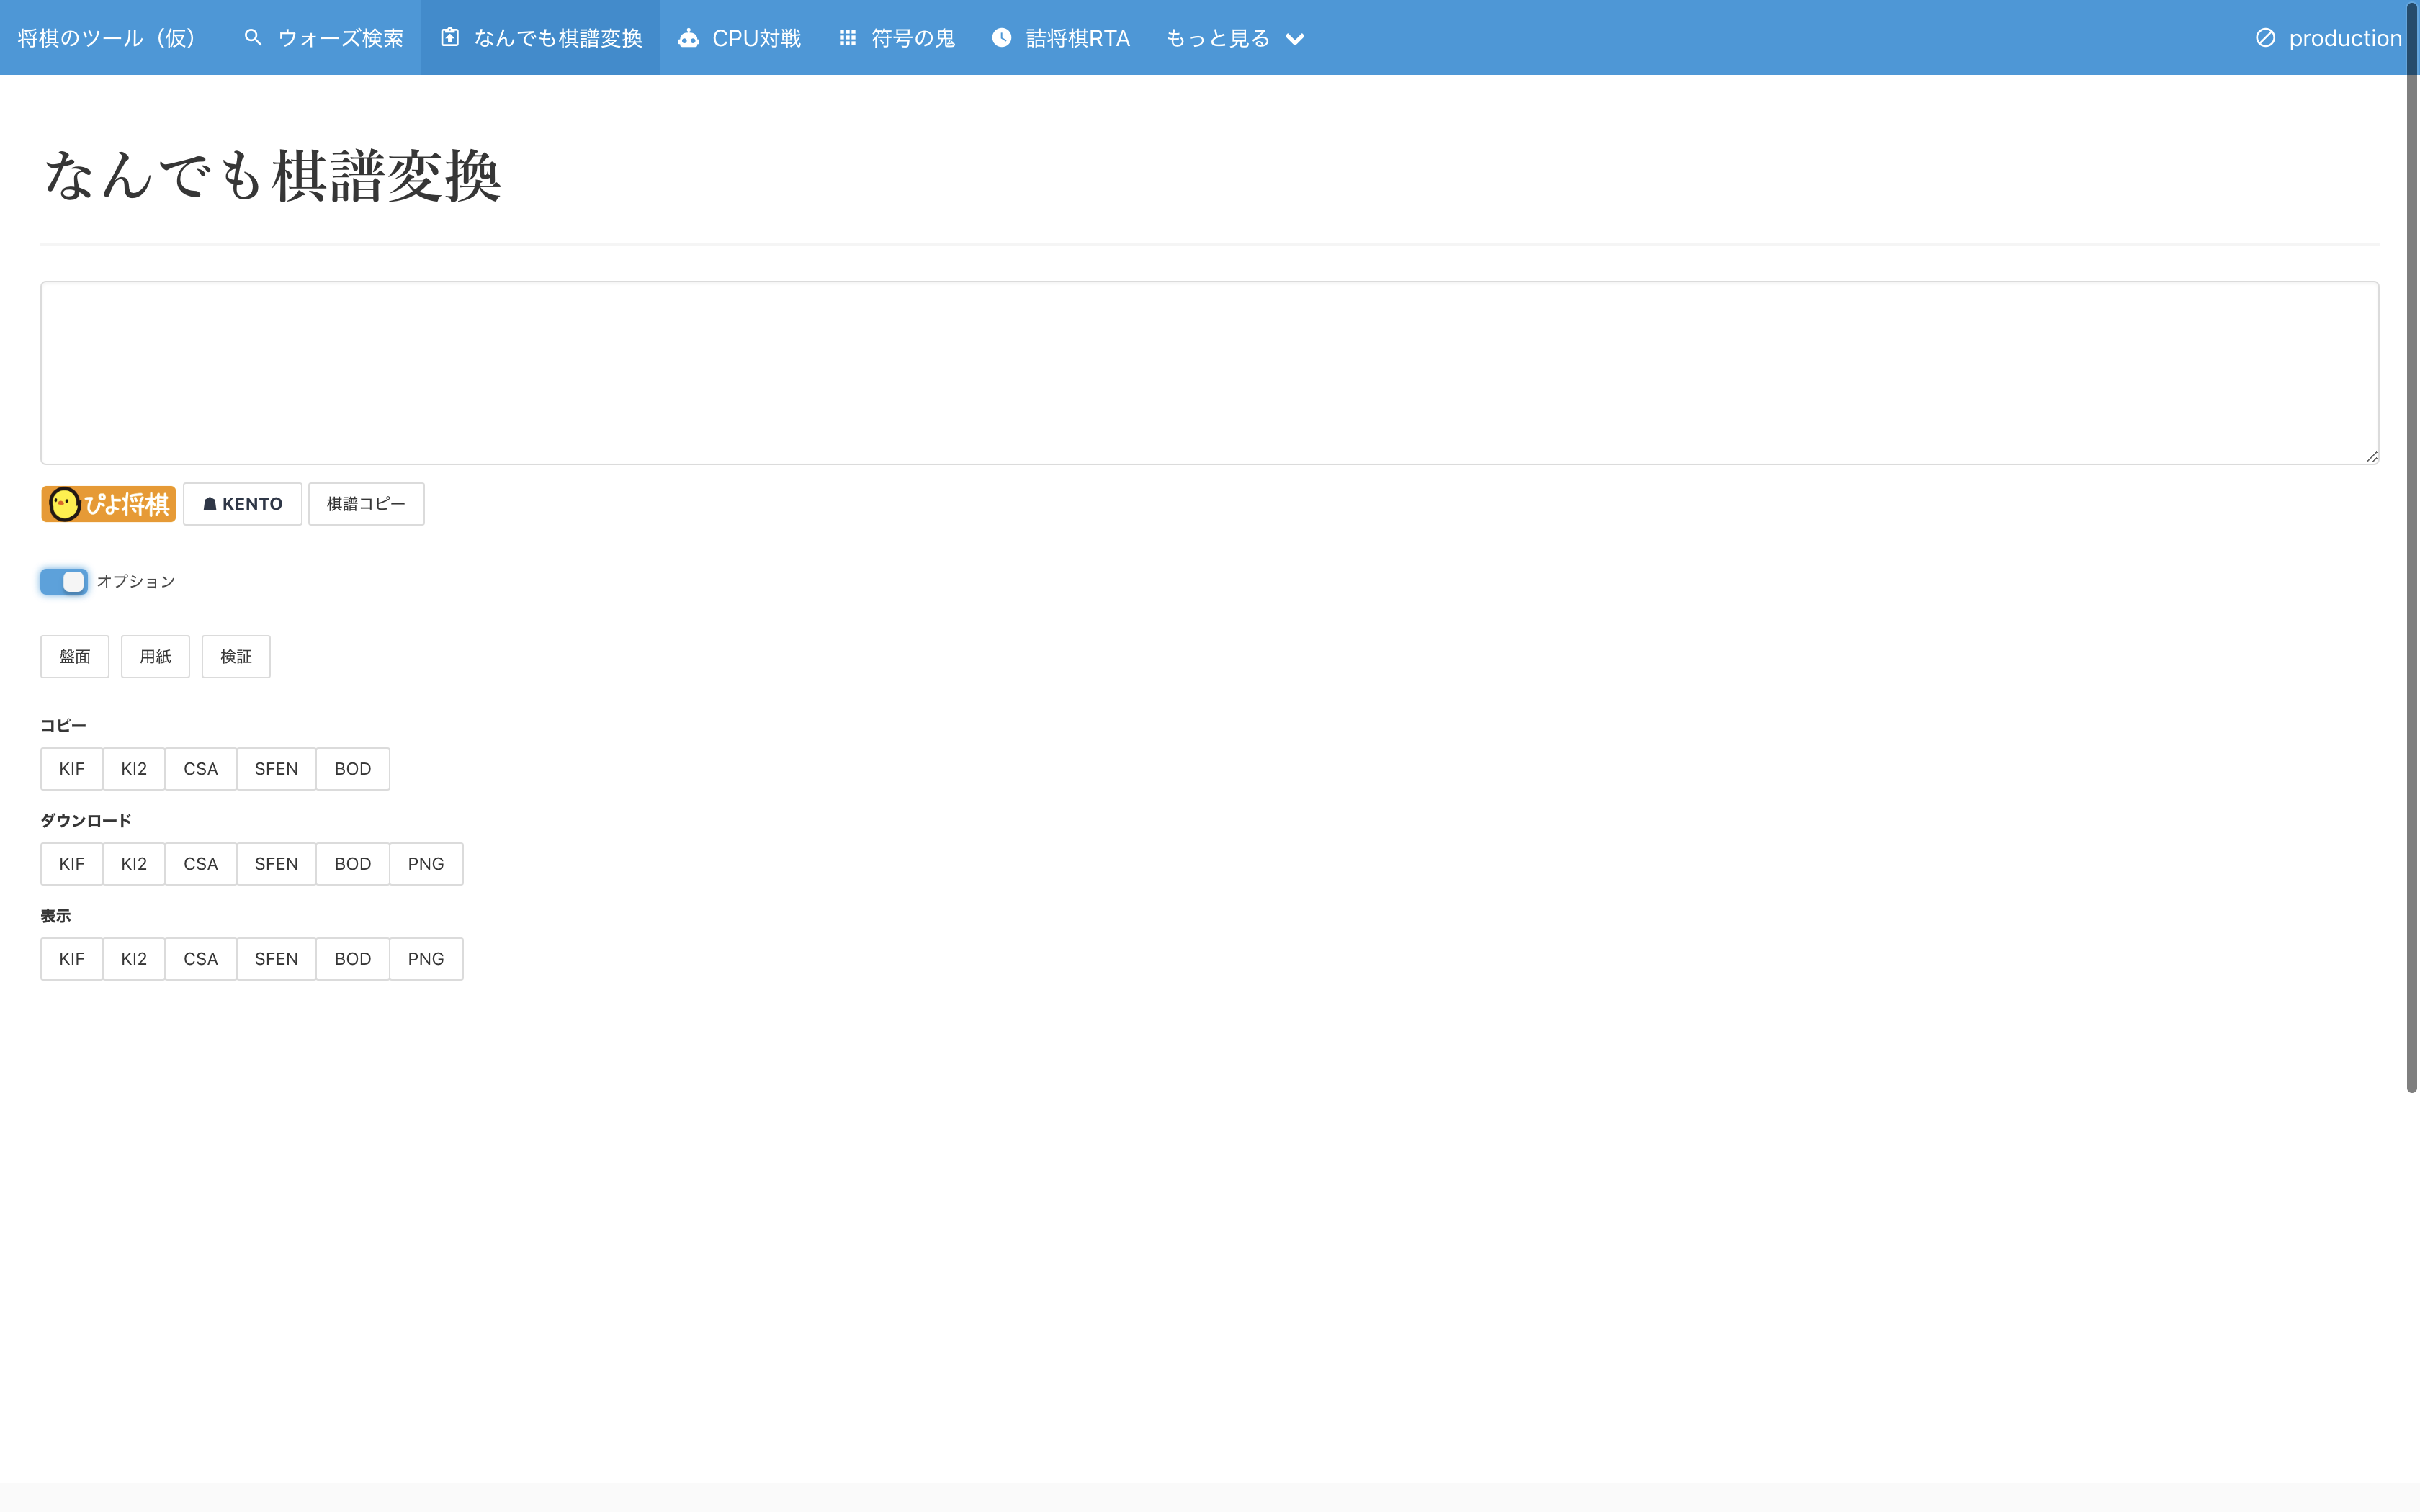 将棋のツール（仮） ウォーズ検索 なんでも棋譜変換 CPU対戦 符号の鬼 詰将棋RTA もっと見る production
なんでも棋譜変換
ぴよ将棋 KENTO 棋譜コピー
オプション
盤面 用紙 検証
コピー
KIF KI2 CSA SFEN BOD
ダウンロード
KIF KI2 CSA SFEN BOD PNG
表示
KIF KI2 CSA SFEN BOD PNG